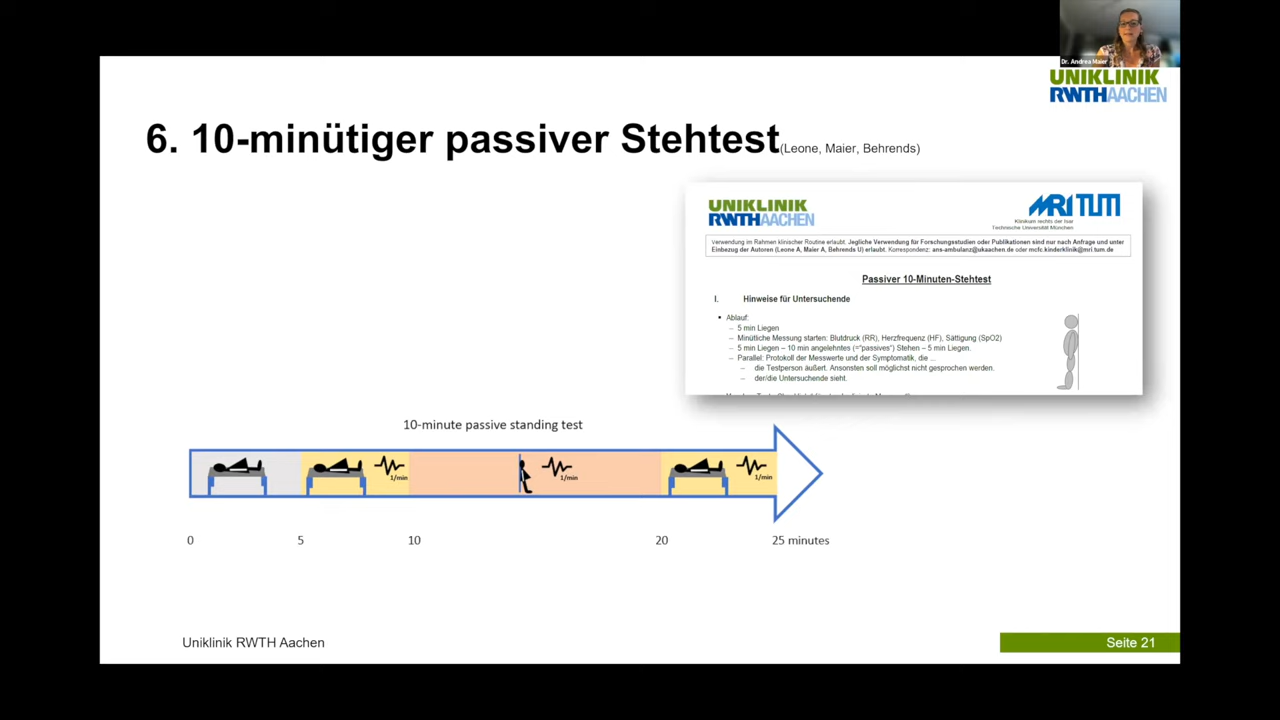 Dr. Andrea Maier
UNIKLINIK
RWTHAACHEN
6. 10-minütiger passiver Stehtest (Leone, Maier, Behrends)
UNIKLINIK
RWTHAACHEN
MRI TUM
Klinikum rechts der Isar
Technische Universität München
Verwendung im Rahmen klinischer Routine erlaubt. Jegliche Verwendung für Forschungsstudien oder Publikationen sind nur nach Anfrage und unter
Einbezug der Autoren (Leone A, Maier A, Behrends U) erlaubt. Korrespondenz: ans-ambulanz@ukaachen.de oder mcfc.kinderklinik@mri.tum.de
Passiver 10-Minuten-Stehtest
I. Hinweise für Untersuchende
• Ablauf:
– 5 min Liegen
– Minütliche Messung starten: Blutdruck (RR), Herzfrequenz (HF), Sättigung (SpO2)
– 5 min Liegen – 10 min angelehntes (="passives") Stehen – 5 min Liegen.
– Parallel: Protokoll der Messwerte und der Symptomatik, die ...
– die Testperson äußert. Ansonsten soll möglichst nicht gesprochen werden.
– der/die Untersuchende sieht.
10-minute passive standing test
1/min 1/min 1/min
0 5 10 20 25 minutes
Uniklinik RWTH Aachen
Seite 21